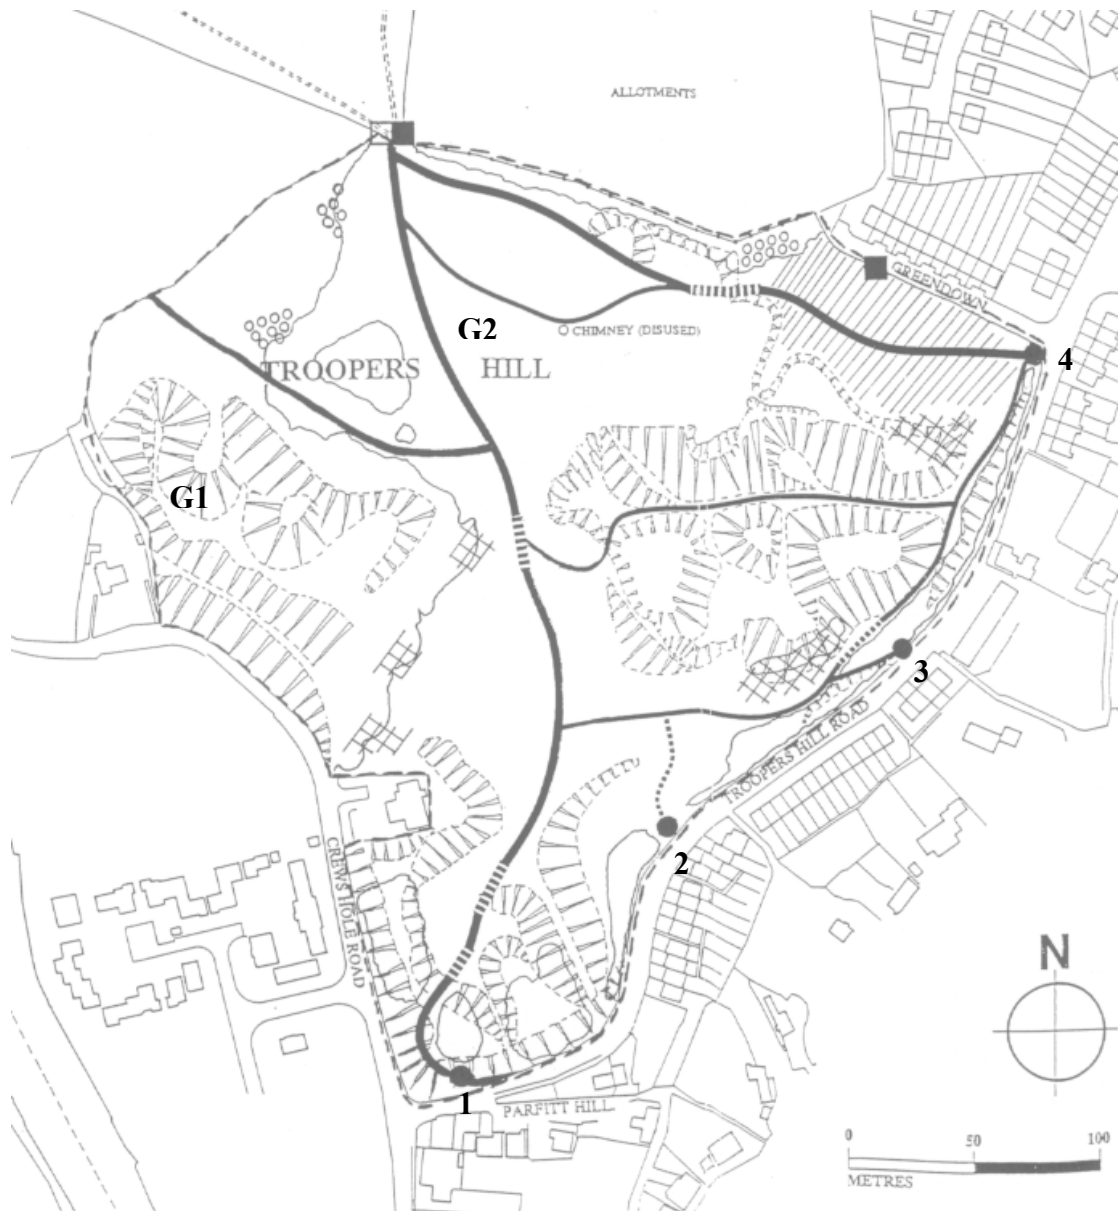 ALLOTMENTS
GREENDOWN
G2
CHIMNEY (DISUSED)
4
TROOPERS HILL
G1
3
TROOPERS HILL ROAD
2
CREWS HOLE ROAD
N
1
PARFITT HILL
0 50 100
METRES